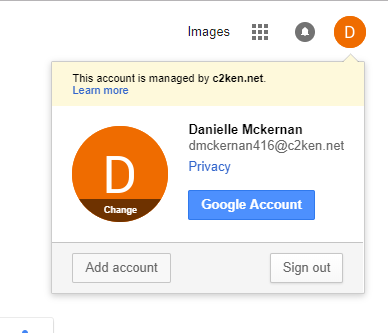 Images
D
This account is managed by c2ken.net.
Learn more
D
Change
Danielle Mckernan
dmckernan416@c2ken.net
Privacy
Google Account
Add account
Sign out